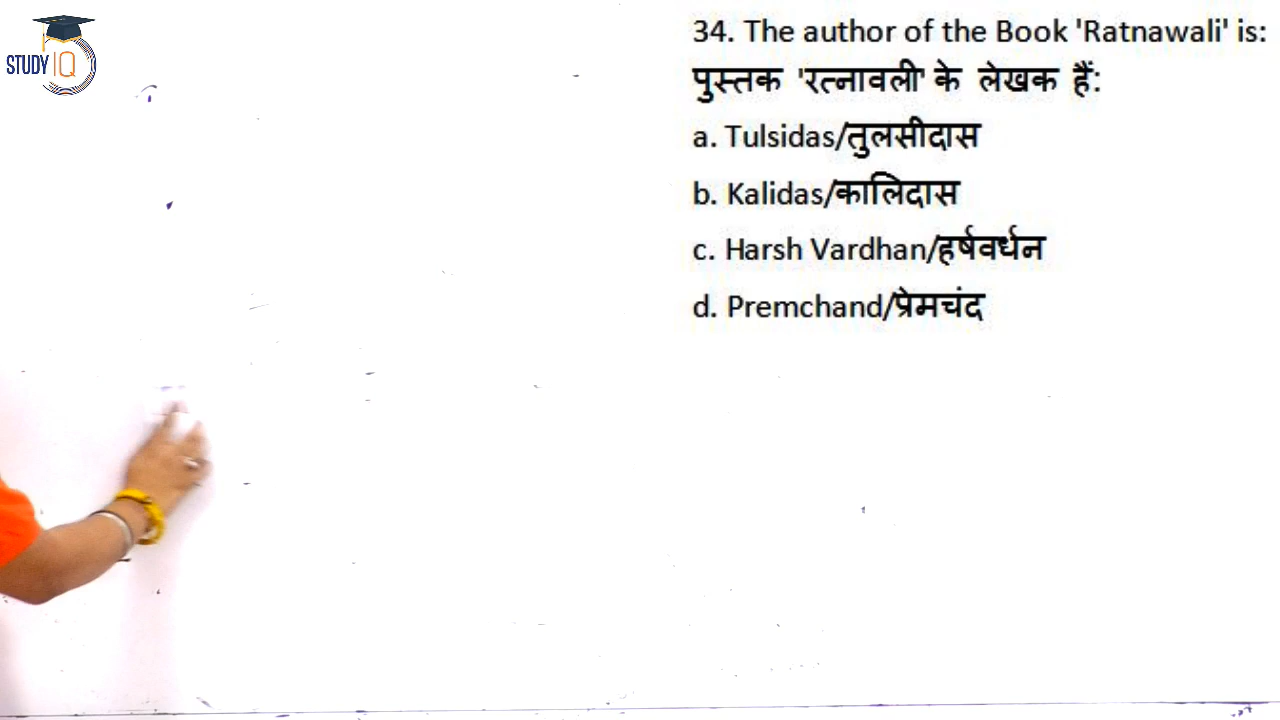 STUDY IQ
34. The author of the Book 'Ratnawali' is:
पुस्तक 'रत्नावली' के लेखक हैं:
a. Tulsidas/तुलसीदास
b. Kalidas/कालिदास
c. Harsh Vardhan/हर्षवर्धन
d. Premchand/प्रेमचंद